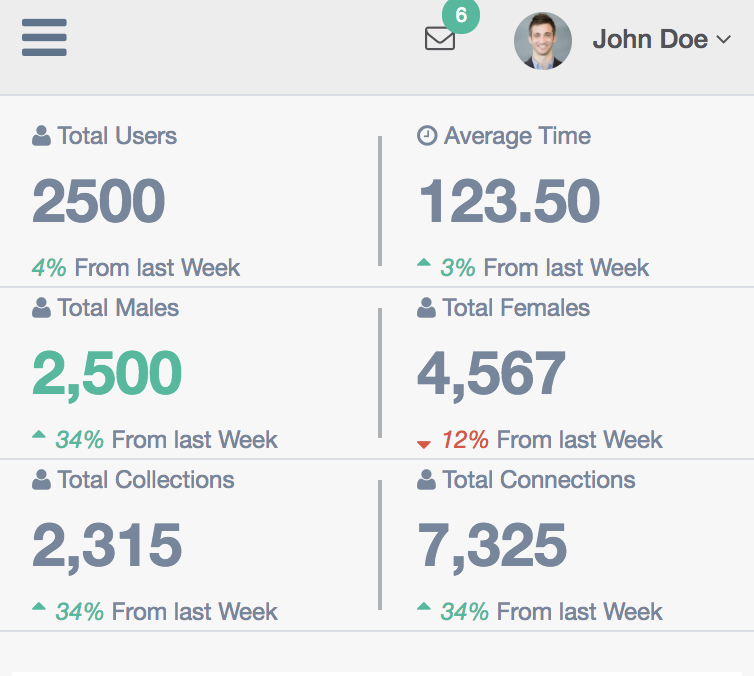 6
John Doe
Total Users
2500
4% From last Week
Average Time
123.50
3% From last Week
Total Males
2,500
34% From last Week
Total Females
4,567
12% From last Week
Total Collections
2,315
34% From last Week
Total Connections
7,325
34% From last Week